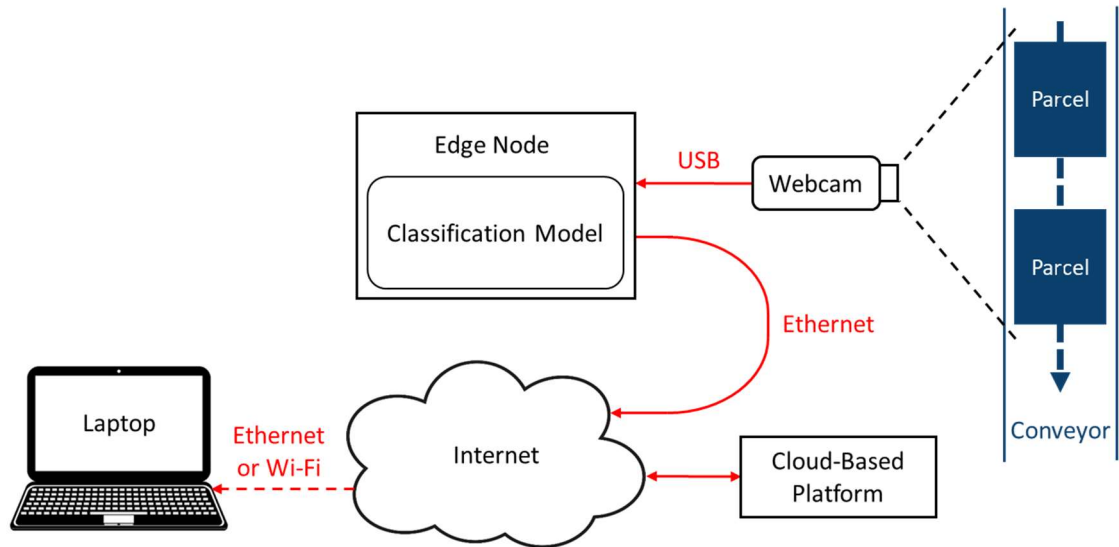 Parcel
Edge Node
USB
Webcam
Classification Model
Parcel
Ethernet
Laptop
Conveyor
Ethernet
or Wi-Fi
Internet
Cloud-Based
Platform